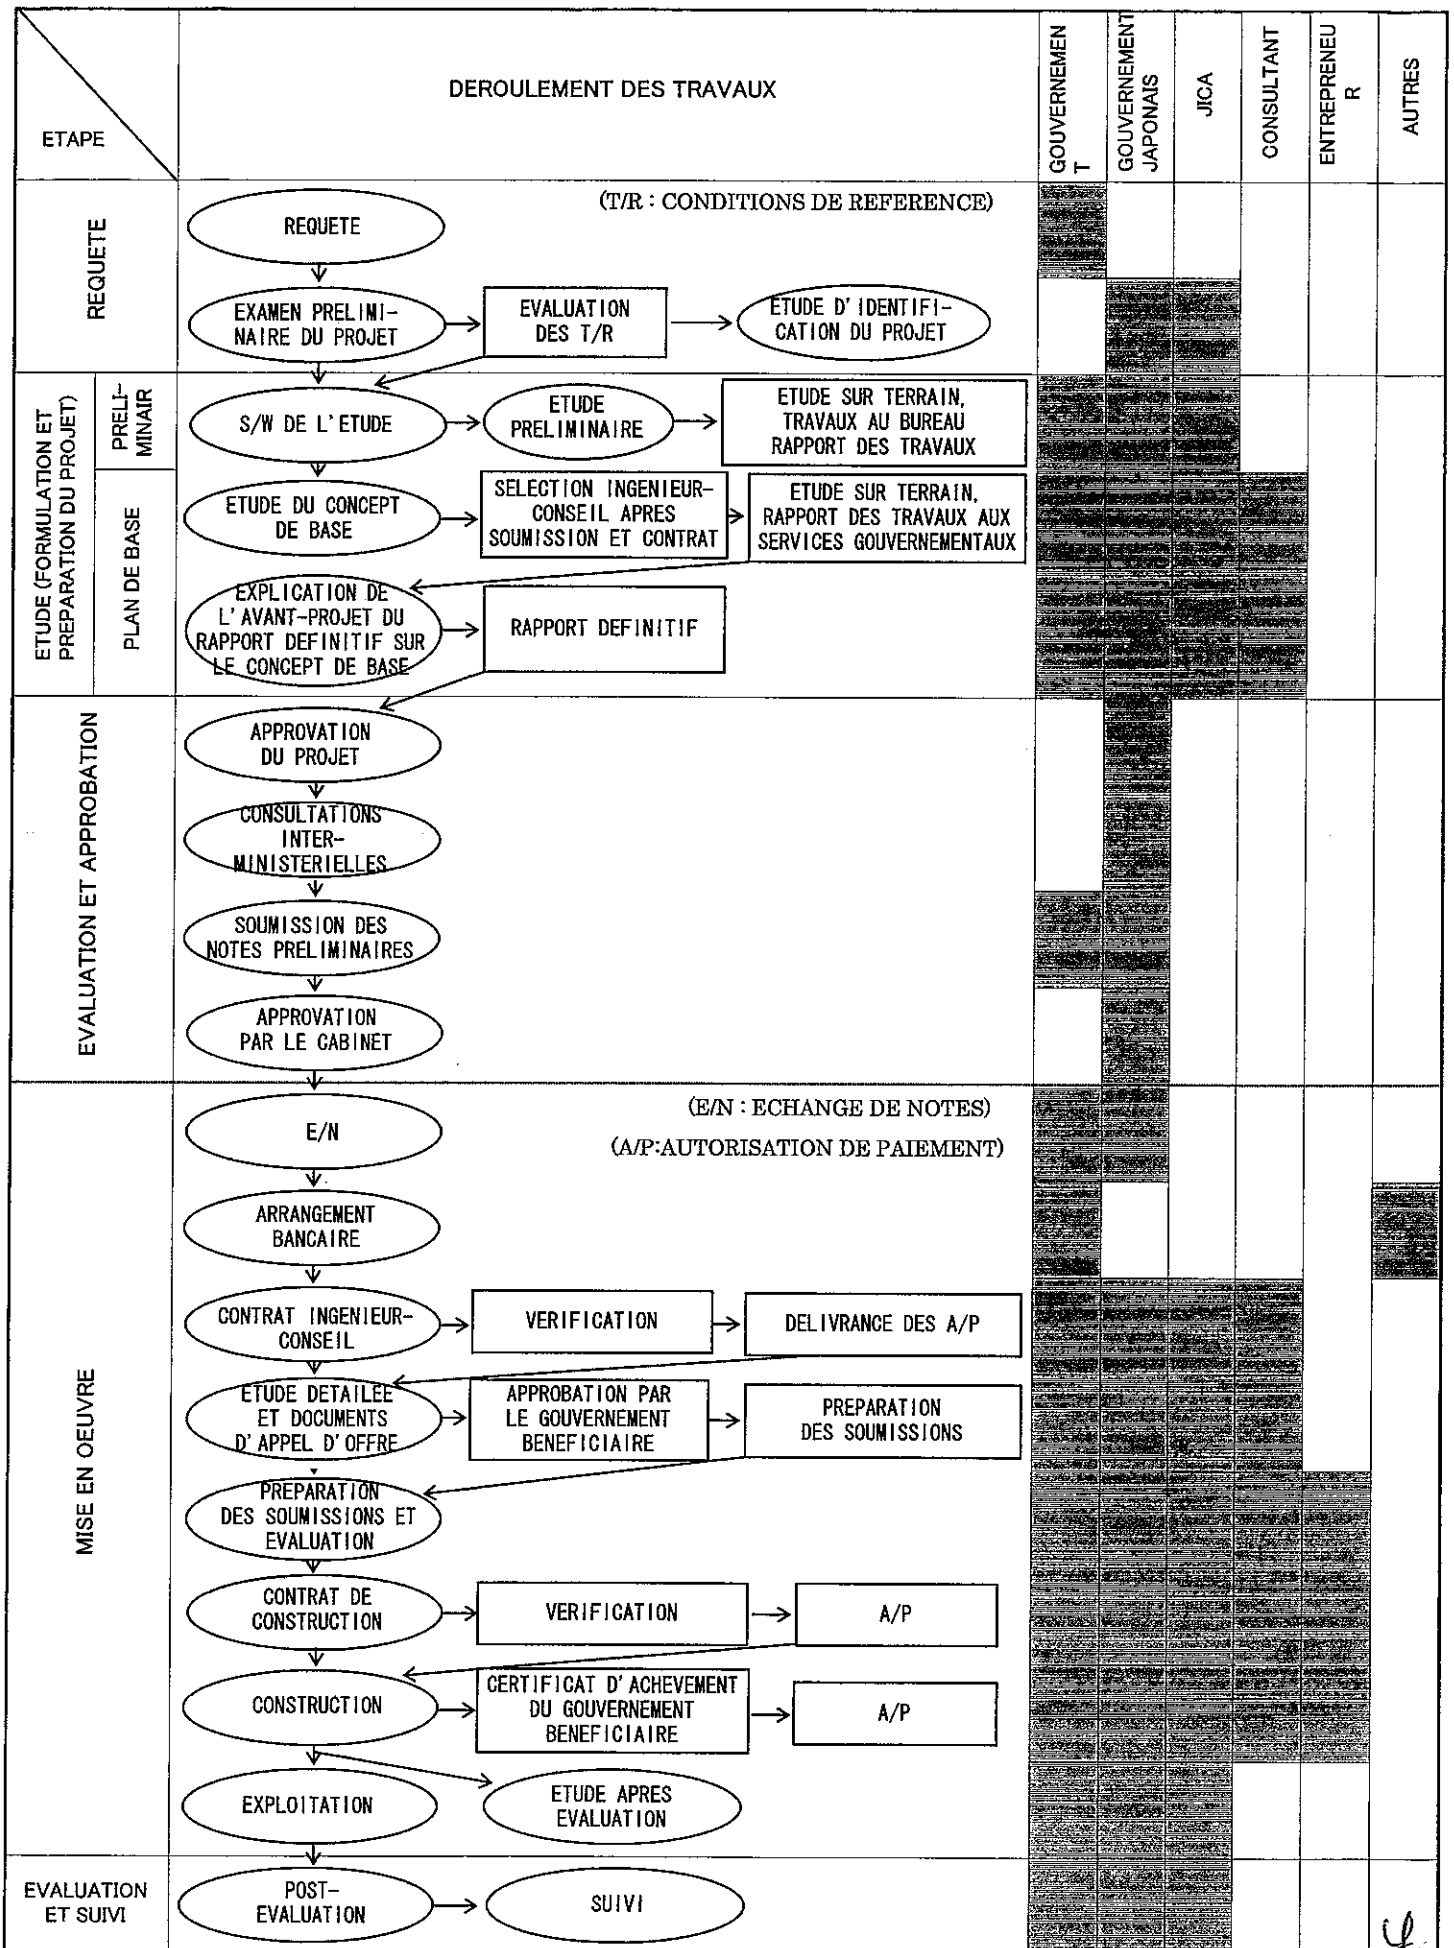 ETAPE
DEROULEMENT DES TRAVAUX
GOUVERNEMEN
T
GOUVERNEMENT
JAPONAIS
JICA
CONSULTANT
ENTREPRENEU
R
AUTRES
REQUETE
(T/R : CONDITIONS DE REFERENCE)
REQUETE
EXAMEN PRELIMI-
NAIRE DU PROJET
EVALUATION
DES T/R
ETUDE D'IDENTIFI-
CATION DU PROJET
ETUDE (FORMULATION ET
PREPARATION DU PROJET)
PRELI-
MINAIR
S/W DE L'ETUDE
ETUDE
PRELIMINAIRE
ETUDE SUR TERRAIN,
TRAVAUX AU BUREAU
RAPPORT DES TRAVAUX
PLAN DE BASE
ETUDE DU CONCEPT
DE BASE
SELECTION INGENIEUR-
CONSEIL APRES
SOUMISSION ET CONTRAT
ETUDE SUR TERRAIN,
RAPPORT DES TRAVAUX AUX
SERVICES GOUVERNEMENTAUX
EXPLICATION DE
L'AVANT-PROJET DU
RAPPORT DEFINITIF SUR
LE CONCEPT DE BASE
RAPPORT DEFINITIF
EVALUATION ET APPROBATION
APPROVATION
DU PROJET
CONSULTATIONS
INTER-
MINISTERIELLES
SOUMISSION DES
NOTES PRELIMINAIRES
APPROVATION
PAR LE CABINET
MISE EN OEUVRE
(E/N : ECHANGE DE NOTES)
E/N
(A/P:AUTORISATION DE PAIEMENT)
ARRANGEMENT
BANCAIRE
CONTRAT INGENIEUR-
CONSEIL
VERIFICATION
DELIVRANCE DES A/P
ETUDE DETAILEE
ET DOCUMENTS
D'APPEL D'OFFRE
APPROBATION PAR
LE GOUVERNEMENT
BENEFICIAIRE
PREPARATION
DES SOUMISSIONS
PREPARATION
DES SOUMISSIONS ET
EVALUATION
CONTRAT DE
CONSTRUCTION
VERIFICATION
A/P
CONSTRUCTION
CERTIFICAT D'ACHEVEMENT
DU GOUVERNEMENT
BENEFICIAIRE
A/P
EXPLOITATION
ETUDE APRES
EVALUATION
EVALUATION
ET SUIVI
POST-
EVALUATION
SUIVI